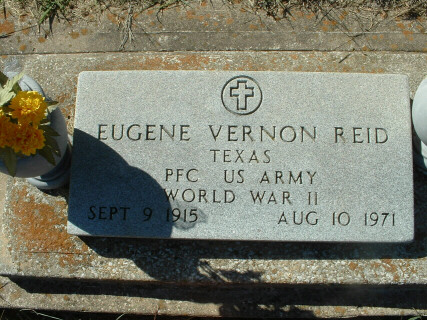 EUGENE VERNON REID
TEXAS
PFC US ARMY
WORLD WAR II
SEPT 9 1915 AUG 10 1971